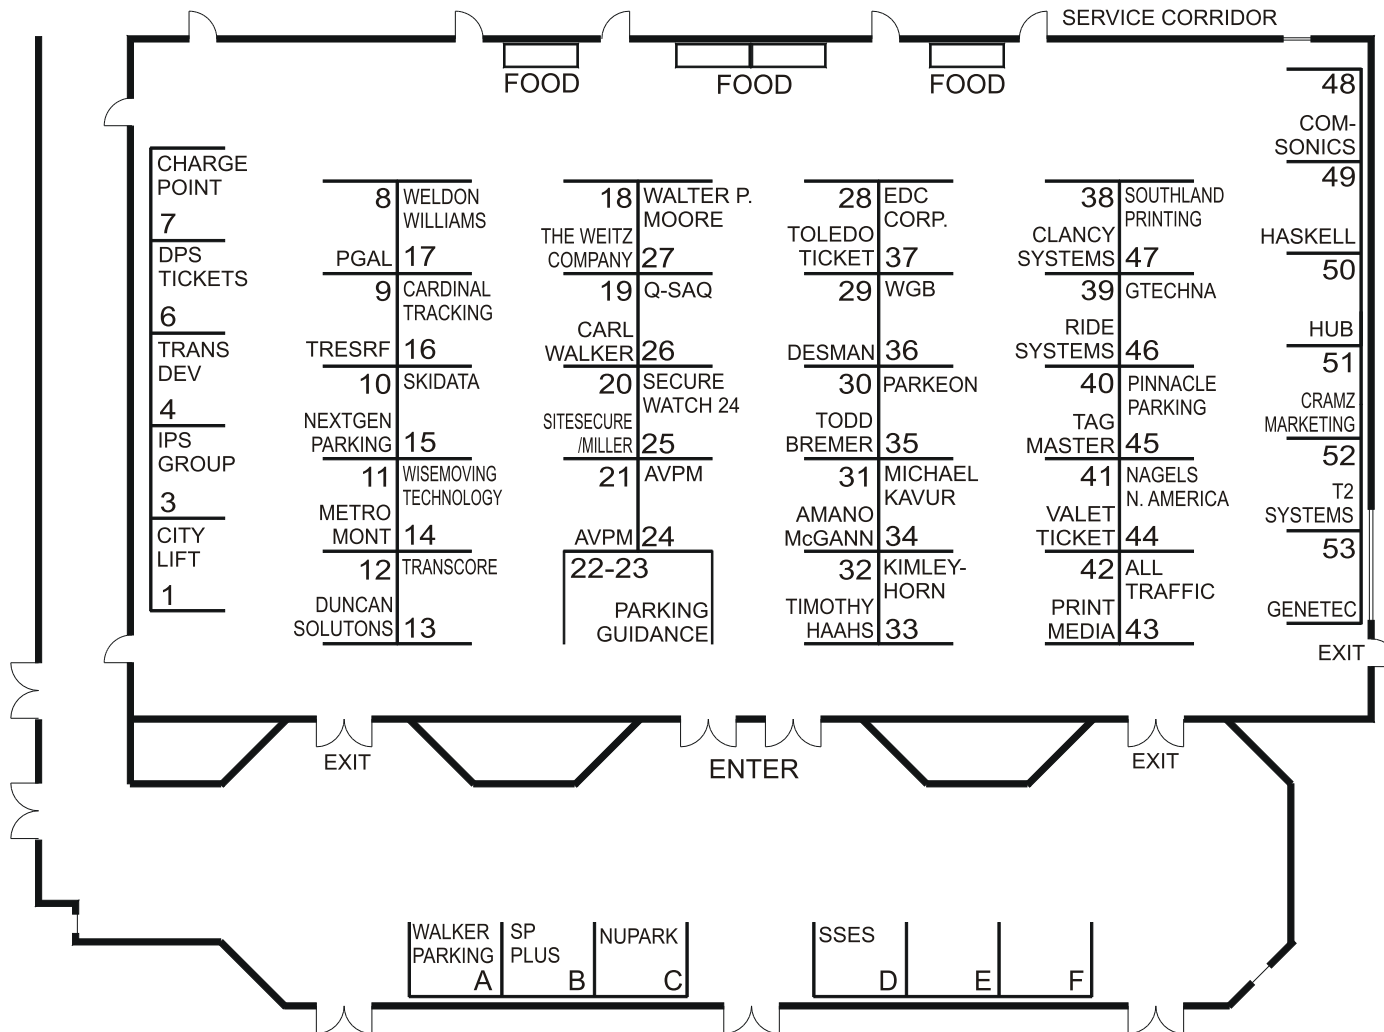 SERVICE CORRIDOR
FOOD
FOOD
FOOD
CHARGE
POINT
7
DPS
TICKETS
6
TRANS
DEV
4
IPS
GROUP
3
CITY
LIFT
1
8
PGAL
9
TRESRF
10
NEXTGEN
PARKING
11
METRO
MONT
12
DUNCAN
SOLUTONS
WELDON
WILLIAMS
17
CARDINAL
TRACKING
16
SKIDATA
15
WISEMOVING
TECHNOLOGY
14
TRANSCORE
13
18
THE WEITZ
COMPANY
19
CARL
WALKER
20
SITESECURE
/MILLER
21
AVPM
WALTER P.
MOORE
27
Q-SAQ
26
SECURE
WATCH 24
25
AVPM
24
22-23
PARKING
GUIDANCE
28
TOLEDO
TICKET
29
DESMAN
30
TODD
BREMER
31
AMANO
McGANN
32
TIMOTHY
HAAHS
EDC
CORP.
37
WGB
36
PARKEON
35
MICHAEL
KAVUR
34
KIMLEY-
HORN
33
38
CLANCY
SYSTEMS
39
RIDE
SYSTEMS
40
TAG
MASTER
41
VALET
TICKET
42
PRINT
MEDIA
SOUTHLAND
PRINTING
47
GTECHNA
46
PINNACLE
PARKING
45
NAGELS
N. AMERICA
44
ALL
TRAFFIC
43
48
COM-
SONICS
49
HASKELL
50
HUB
51
CRAMZ
MARKETING
52
T2
SYSTEMS
53
GENETEC
EXIT
EXIT
ENTER
EXIT
WALKER
PARKING
A
SP
PLUS
B
NUPARK
C
SSES
D
E
F